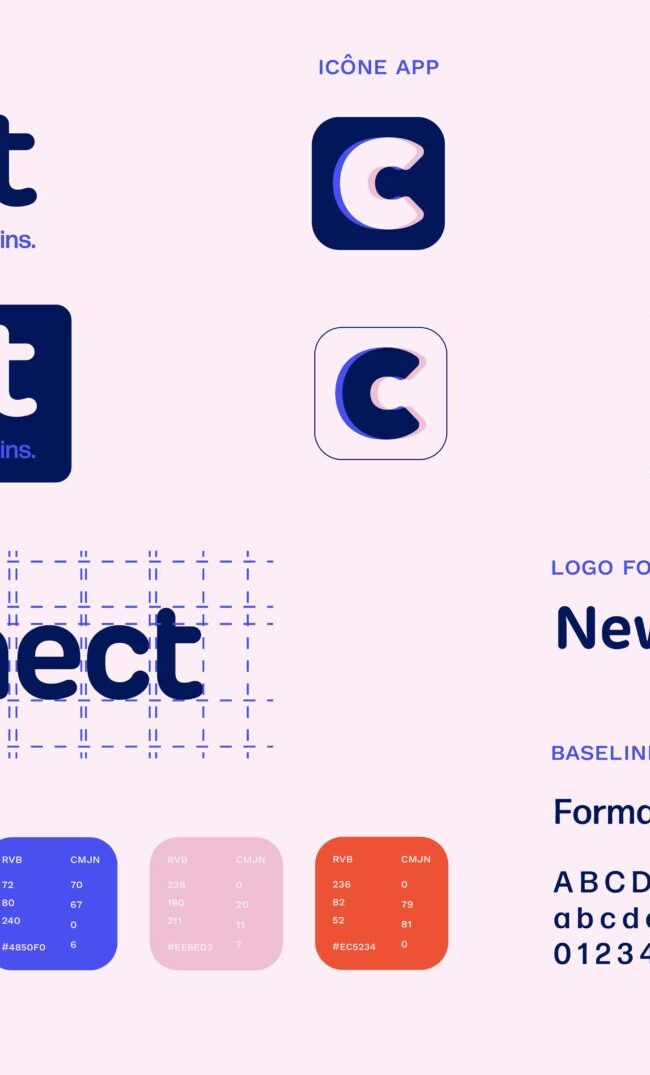 ICÔNE APP
t
ins.
C
t
ins.
C
nect
LOGO FO
New
BASELIN
Forma
ABCD
abcde
01234
RVB CMJN
72 70
80 67
240 0
#4850F0 6
RVB CMJN
238 0
190 20
211 11
#EEBED3 7
RVB CMJN
236 0
82 79
52 81
#EC5234 0